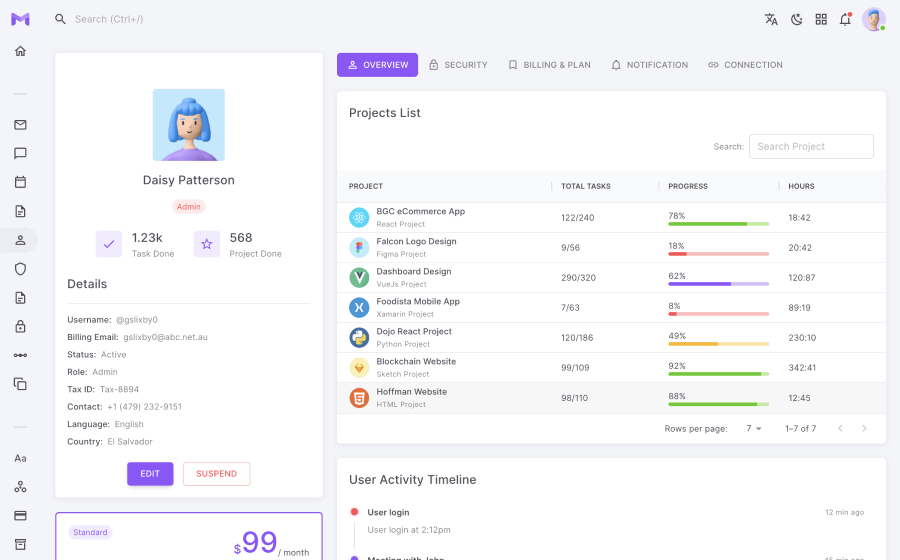 Search (Ctrl+/)
Daisy Patterson
Admin
1.23k
Task Done
568
Project Done
Details
Username: @gslixby0
Billing Email: gslixby0@abc.net.au
Status: Active
Role: Admin
Tax ID: Tax-8894
Contact: +1 (479) 232-9151
Language: English
Country: El Salvador
EDIT SUSPEND
Standard
$99 / month
OVERVIEW SECURITY BILLING & PLAN NOTIFICATION CONNECTION
Projects List
Search: Search Project
PROJECT TOTAL TASKS PROGRESS HOURS
BGC eCommerce App
React Project
122/240 78% 18:42
Falcon Logo Design
Figma Project
9/56 18% 20:42
Dashboard Design
VueJs Project
290/320 62% 120:87
Foodista Mobile App
Xamarin Project
7/63 8% 89:19
Dojo React Project
Python Project
120/186 49% 230:10
Blockchain Website
Sketch Project
99/109 92% 342:41
Hoffman Website
HTML Project
98/110 88% 12:45
Rows per page: 7 1–7 of 7
User Activity Timeline
User login 12 min ago
User login at 2:12pm
Meeting with John 45 min ago
Aa